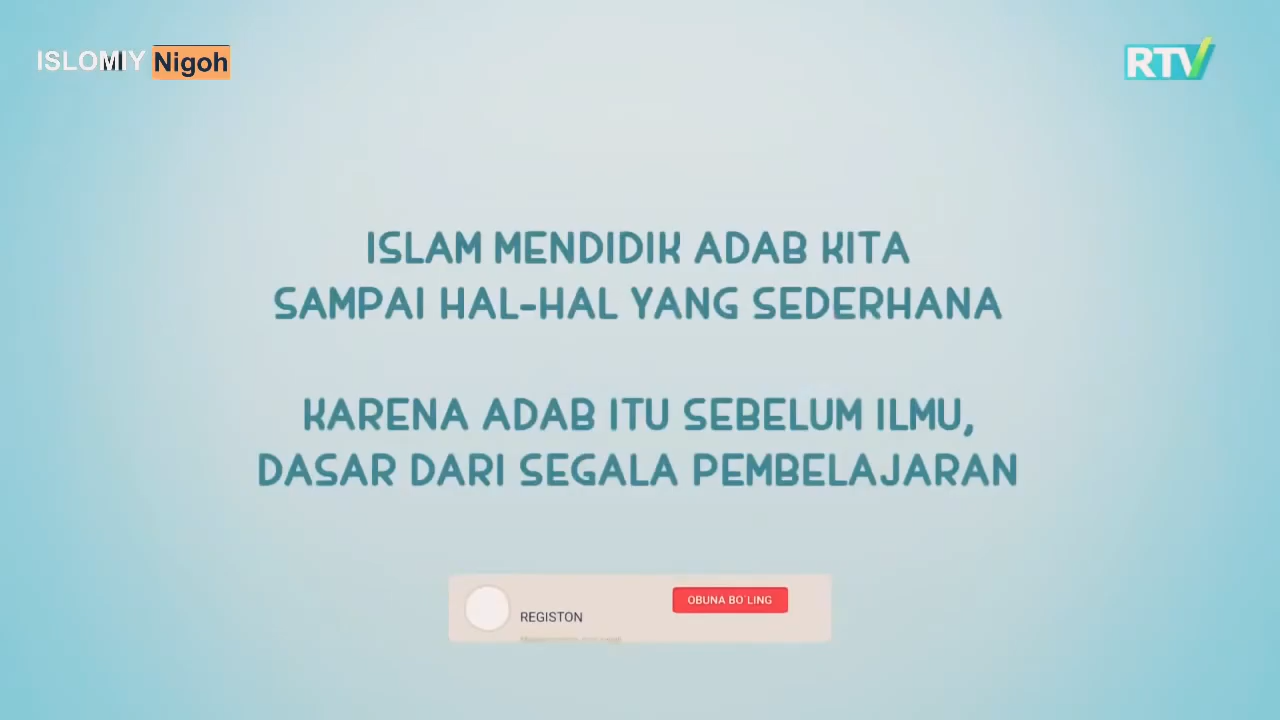 ISLOMIY Nigoh
RTV
ISLAM MENDIDIK ADAB KITA
SAMPAI HAL-HAL YANG SEDERHANA
KARENA ADAB ITU SEBELUM ILMU,
DASAR DARI SEGALA PEMBELAJARAN
OBUNA BO`LING
REGISTON